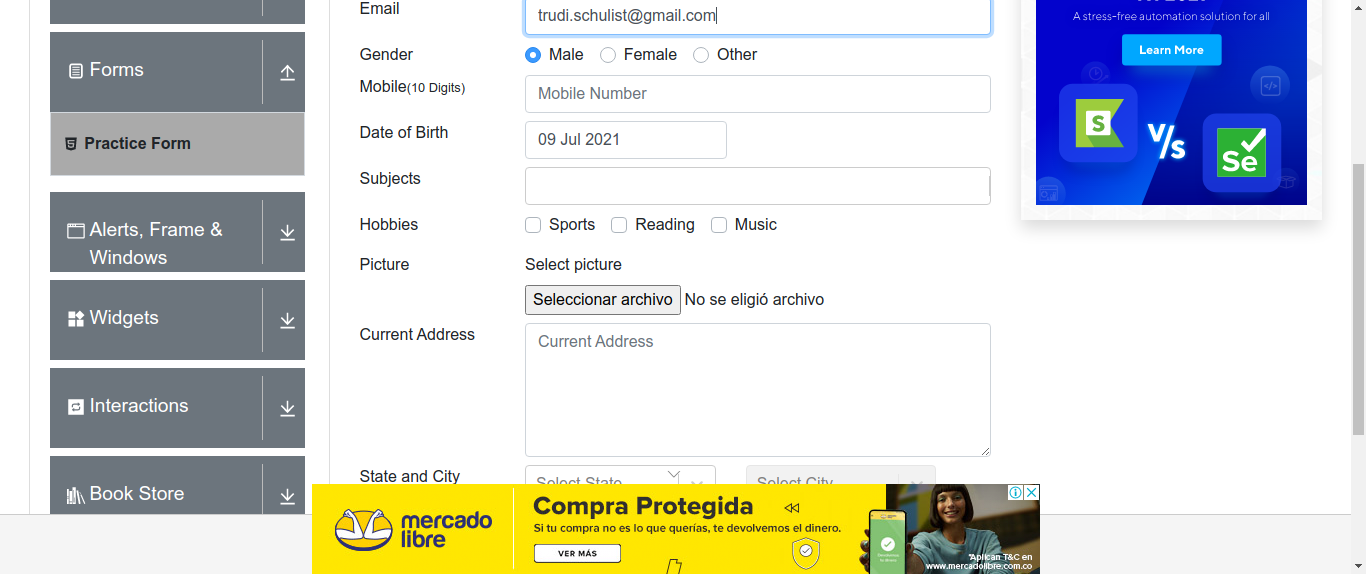 Forms
Practice Form
Alerts, Frame &
Windows
Widgets
Interactions
Book Store
Email
trudi.schulist@gmail.com
Gender
Male
Female
Other
Mobile(10 Digits)
Mobile Number
Date of Birth
09 Jul 2021
Subjects
Hobbies
Sports
Reading
Music
Picture
Select picture
Seleccionar archivo No se eligió archivo
Current Address
Current Address
State and City
Select State
Select City
A stress-free automation solution for all
Learn More
S
V/s
Se
mercado
libre
Compra Protegida
Si tu compra no es lo que querías, te devolvemos el dinero.
VER MÁS
*Aplican T&C en
www.mercadolibre.com.co